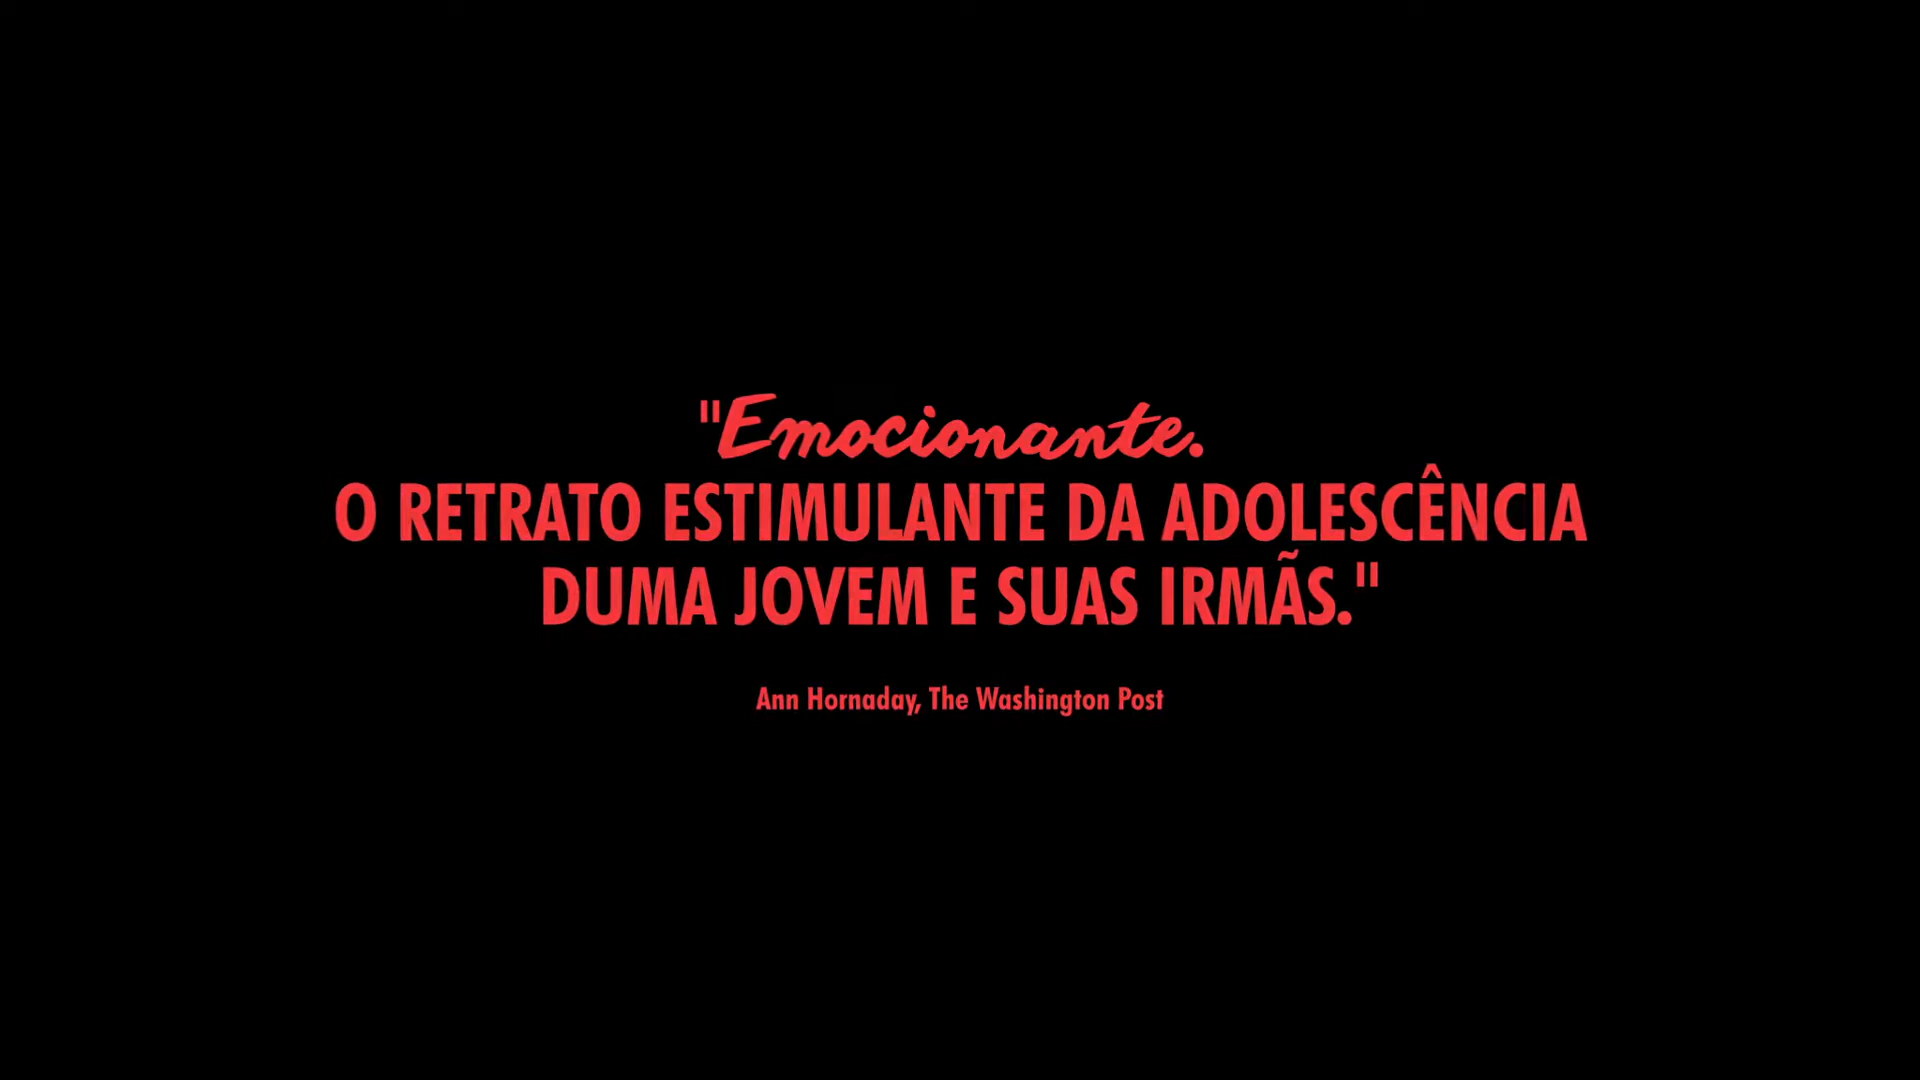 "Emocionante.
O RETRATO ESTIMULANTE DA ADOLESCÊNCIA
DUMA JOVEM E SUAS IRMÃS."
Ann Hornaday, The Washington Post